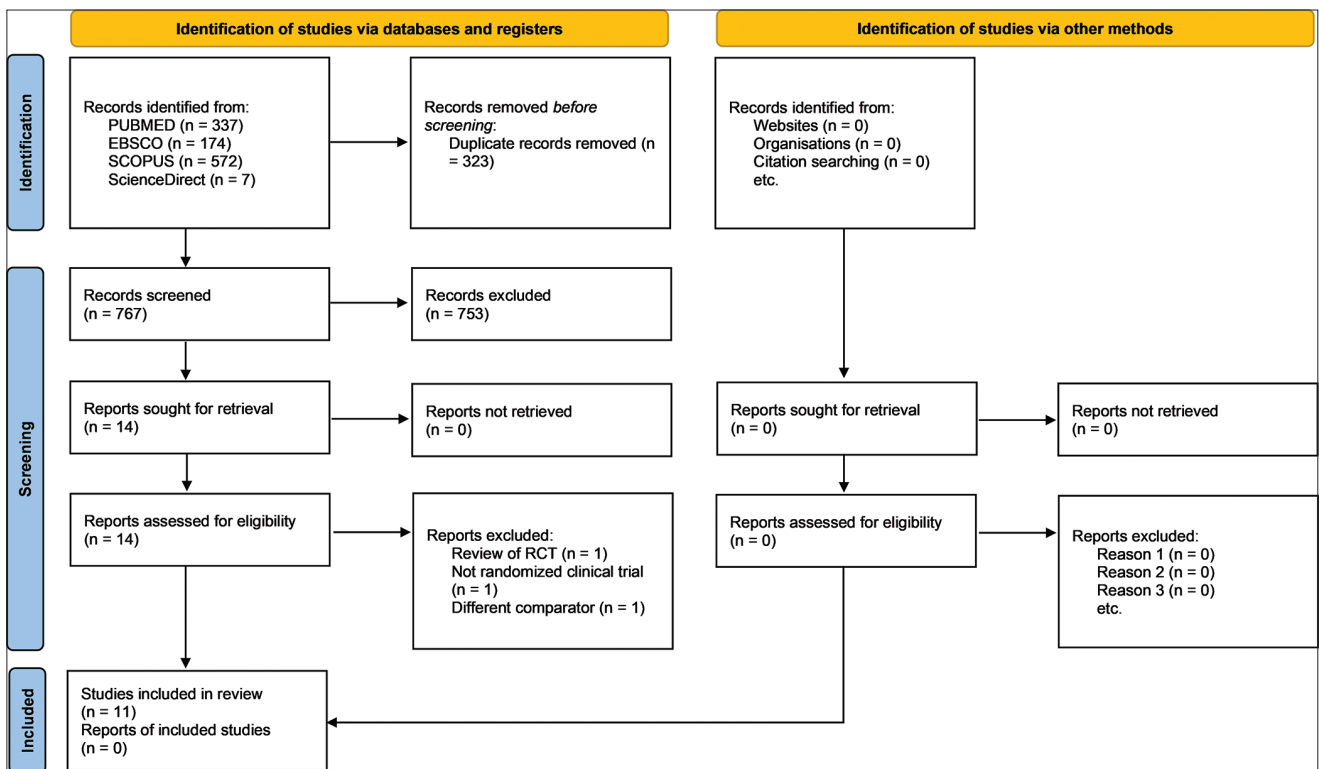 Identification of studies via databases and registers
Identification of studies via other methods
Identification
Records identified from:
PUBMED (n = 337)
EBSCO (n = 174)
SCOPUS (n = 572)
ScienceDirect (n = 7)
Records removed before
screening:
Duplicate records removed (n
= 323)
Records identified from:
Websites (n = 0)
Organisations (n = 0)
Citation searching (n = 0)
etc.
Screening
Records screened
(n = 767)
Records excluded
(n = 753)
Reports sought for retrieval
(n = 14)
Reports not retrieved
(n = 0)
Reports sought for retrieval
(n = 0)
Reports not retrieved
(n = 0)
Reports assessed for eligibility
(n = 14)
Reports excluded:
Review of RCT (n = 1)
Not randomized clinical trial
(n = 1)
Different comparator (n = 1)
Reports assessed for eligibility
(n = 0)
Reports excluded:
Reason 1 (n = 0)
Reason 2 (n = 0)
Reason 3 (n = 0)
etc.
Included
Studies included in review
(n = 11)
Reports of included studies
(n = 0)